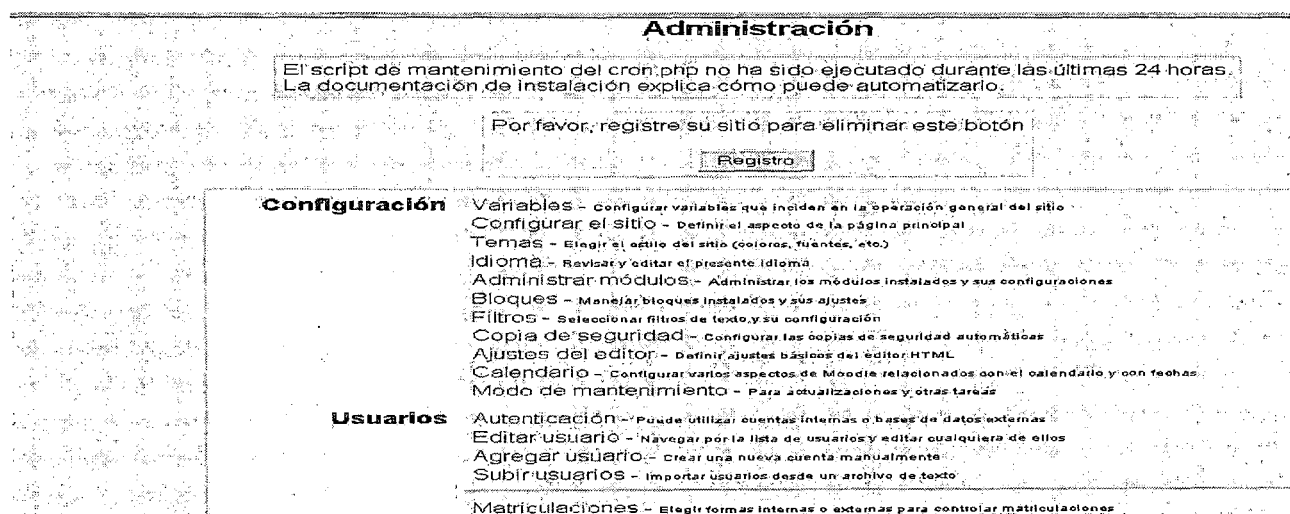 Administración
El script de mantenimiento del cron.php no ha sido ejecutado durante las últimas 24 horas.
La documentación de instalación explica cómo puede automatizarlo.
Por favor, registre su sitio para eliminar este botón
Registro
Configuración
Variables - Configurar variables que inciden en la operación general del sitio
Configurar el sitio - Definir el aspecto de la página principal
Temas - Elegir el estilo del sitio (colores, fuentes, etc.)
Idioma - Revisar y editar el presente idioma
Administrar módulos - Administrar los módulos instalados y sus configuraciones
Bloques - Manejar bloques instalados y sus ajustes
Filtros - Seleccionar filtros de texto y su configuración
Copia de seguridad - Configurar las copias de seguridad automáticas
Ajustes del editor - Definir ajustes básicos del editor HTML
Calendario - Configurar varios aspectos de Moodle relacionados con el calendario y con fechas
Modo de mantenimiento - Para actualizaciones y otras tareas
Usuarios
Autenticación - Puede utilizar cuentas internas o bases de datos externas
Editar usuario - Navegar por la lista de usuarios y editar cualquiera de ellos
Agregar usuario - Crear una nueva cuenta manualmente
Subir usuarios - Importar usuarios desde un archivo de texto
Matriculaciones - Elegir formas internas o externas para controlar matriculaciones